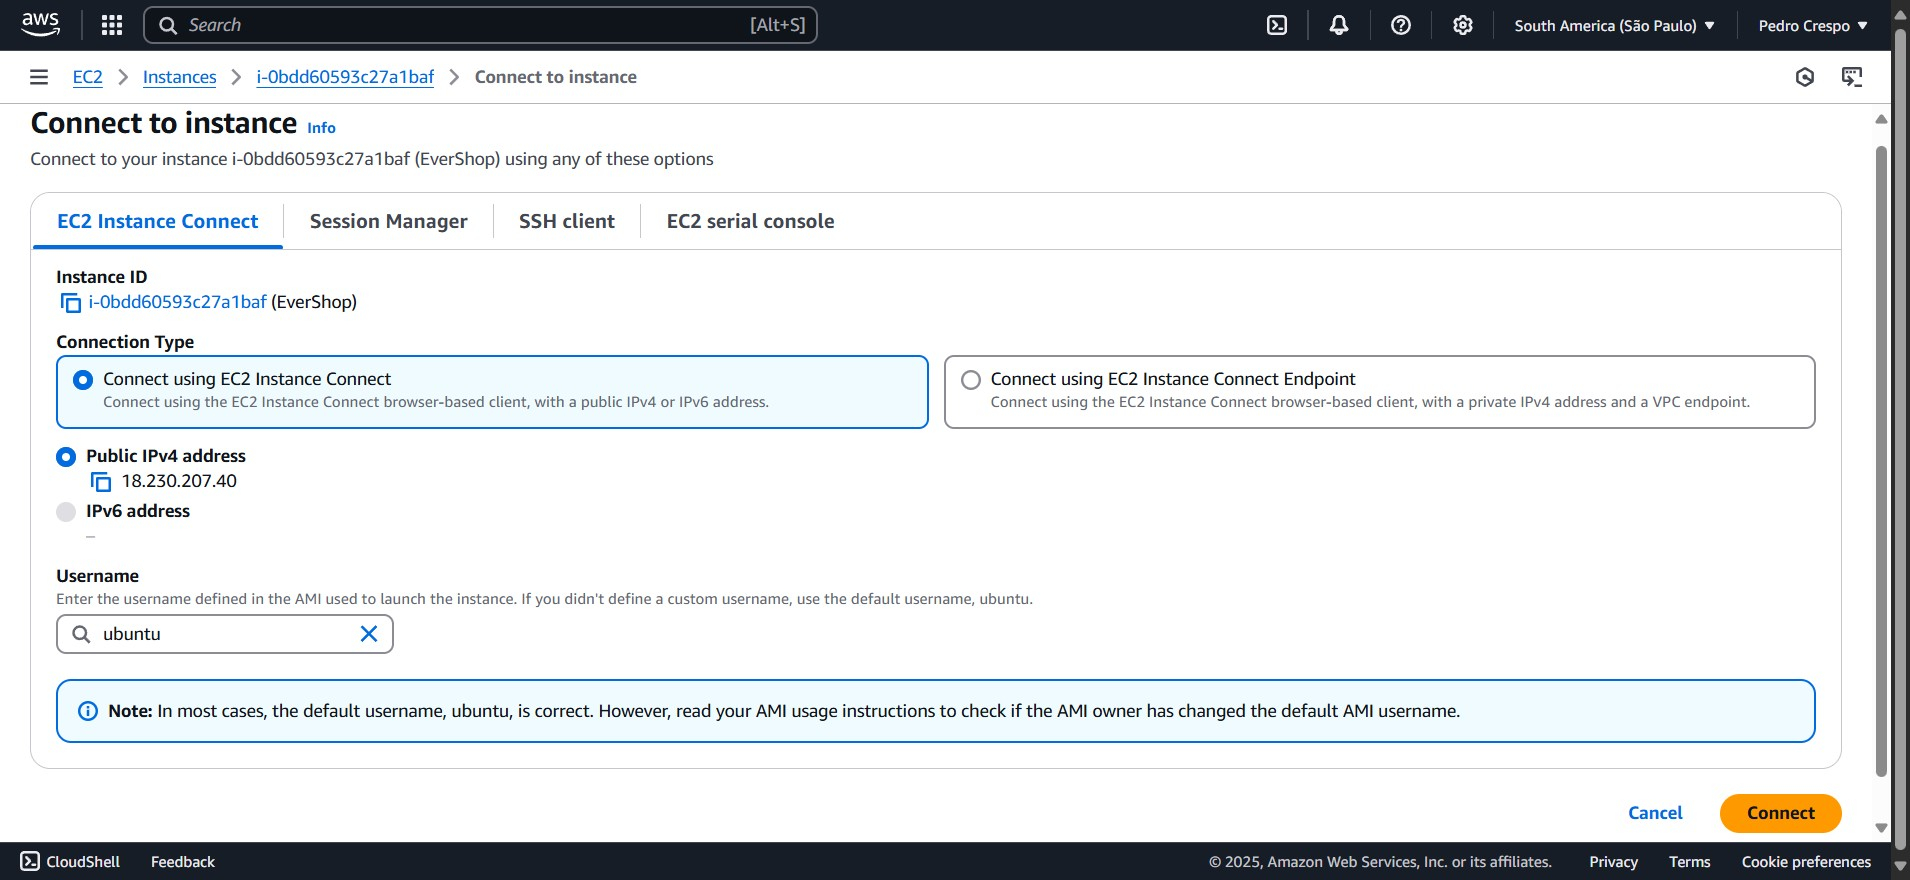 aws
Search [Alt+S]
South America (São Paulo) Pedro Crespo
EC2 Instances i-0bdd60593c27a1baf Connect to instance
Connect to instance Info
Connect to your instance i-0bdd60593c27a1baf (EverShop) using any of these options
EC2 Instance Connect Session Manager SSH client EC2 serial console
Instance ID
i-0bdd60593c27a1baf (EverShop)
Connection Type
Connect using EC2 Instance Connect
Connect using the EC2 Instance Connect browser-based client, with a public IPv4 or IPv6 address.
Connect using EC2 Instance Connect Endpoint
Connect using the EC2 Instance Connect browser-based client, with a private IPv4 address and a VPC endpoint.
Public IPv4 address
18.230.207.40
IPv6 address
–
Username
Enter the username defined in the AMI used to launch the instance. If you didn't define a custom username, use the default username, ubuntu.
ubuntu
Note: In most cases, the default username, ubuntu, is correct. However, read your AMI usage instructions to check if the AMI owner has changed the default AMI username.
Cancel Connect
CloudShell Feedback © 2025, Amazon Web Services, Inc. or its affiliates. Privacy Terms Cookie preferences